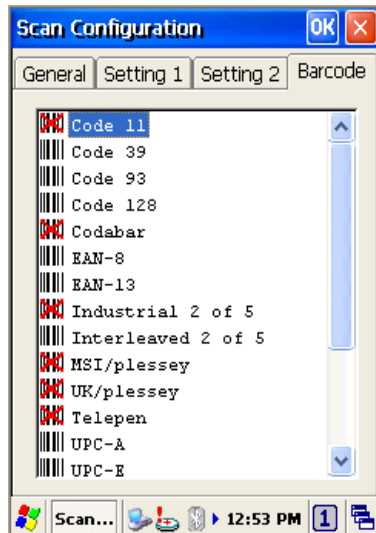 Scan Configuration OK
General Setting 1 Setting 2 Barcode
Code 11
Code 39
Code 93
Code 128
Codabar
EAN-8
EAN-13
Industrial 2 of 5
Interleaved 2 of 5
MSI/plessey
UK/plessey
Telepen
UPC-A
UPC-E
Scan... 12:53 PM 1